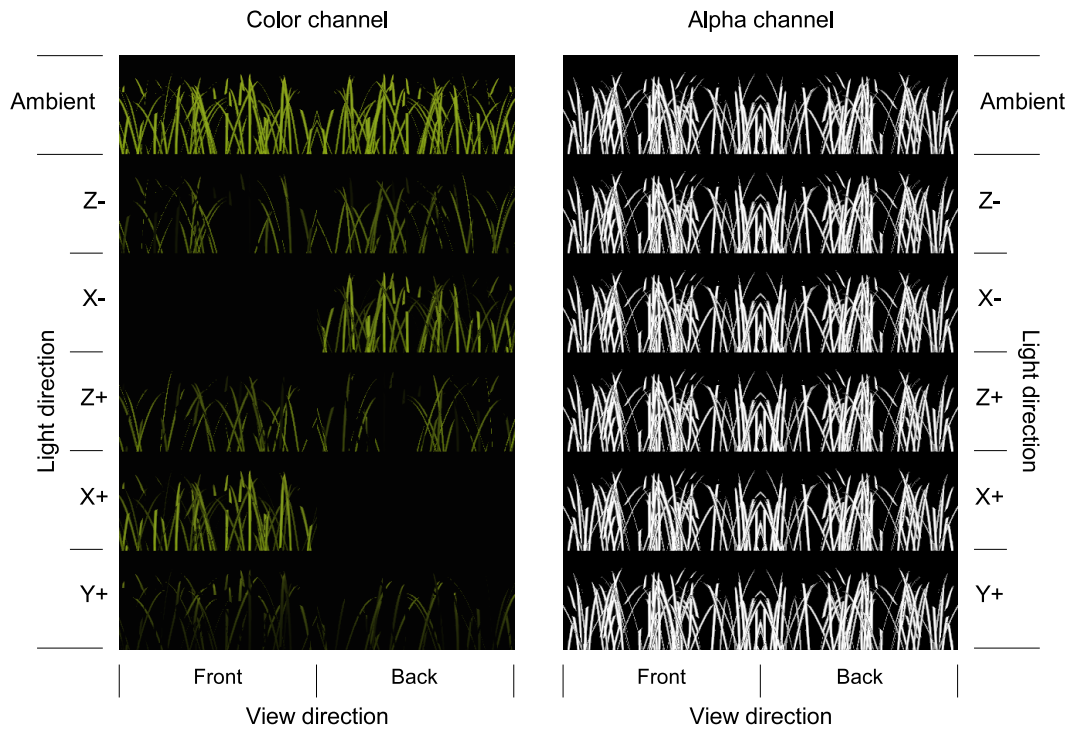 Color channel
Alpha channel
Ambient
Ambient
Z-
Z-
X-
X-
Light direction
Light direction
Z+
Z+
X+
X+
Y+
Y+
Front
Back
Front
Back
View direction
View direction